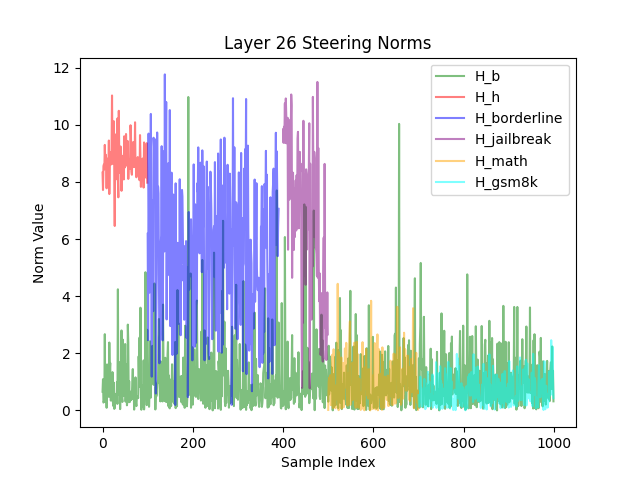 Layer 26 Steering Norms
12
10
8
6
4
2
0
Norm Value
H_b
H_h
H_borderline
H_jailbreak
H_math
H_gsm8k
0
200
400
600
800
1000
Sample Index